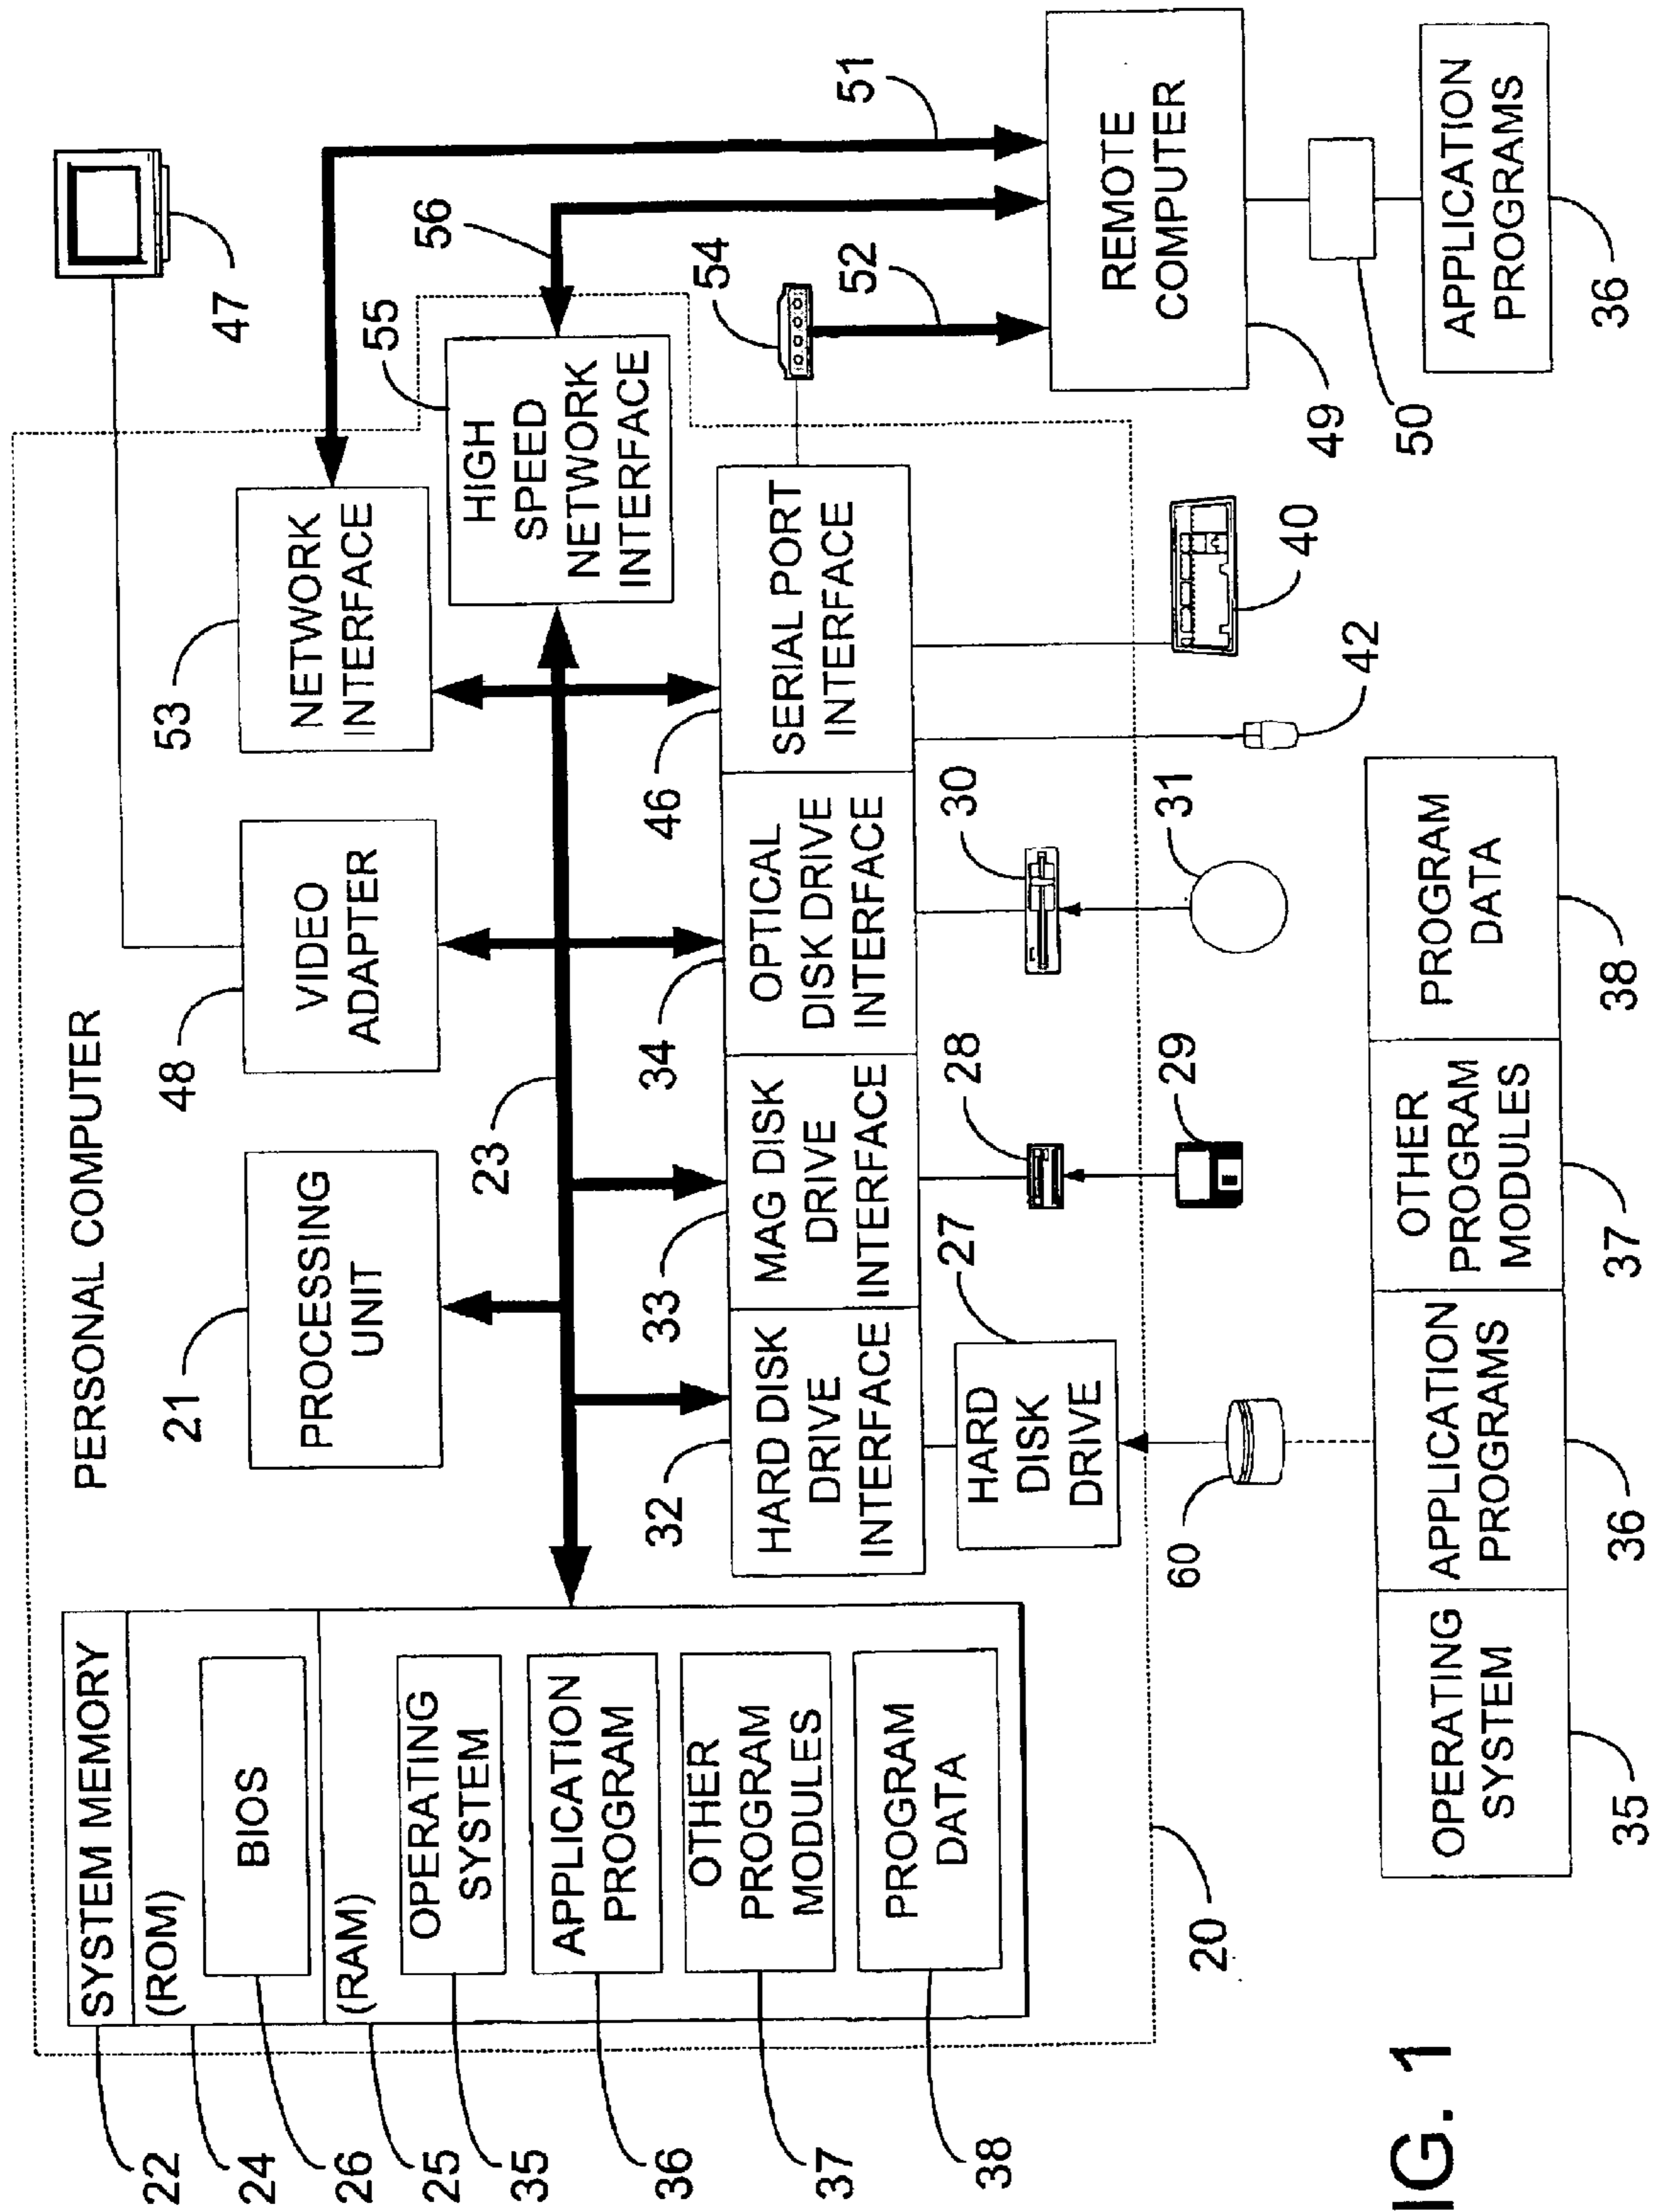 PERSONAL COMPUTER
SYSTEM MEMORY
(ROM)
BIOS
(RAM)
OPERATING
SYSTEM
APPLICATION
PROGRAM
OTHER
PROGRAM
MODULES
PROGRAM
DATA
22
24
26
25
35
36
37
38
20
21
PROCESSING
UNIT
48
VIDEO
ADAPTER
53
NETWORK
INTERFACE
47
55
HIGH
SPEED
NETWORK
INTERFACE
56
51
23
32
HARD DISK
DRIVE
INTERFACE
33
MAG DISK
DRIVE
INTERFACE
34
OPTICAL
DISK DRIVE
INTERFACE
46
SERIAL PORT
INTERFACE
54
52
27
HARD
DISK
DRIVE
28
29
30
31
42
40
60
REMOTE
COMPUTER
49
50
APPLICATION
PROGRAMS
36
OPERATING
SYSTEM
35
APPLICATION
PROGRAMS
36
OTHER
PROGRAM
MODULES
37
PROGRAM
DATA
38
IG. 1